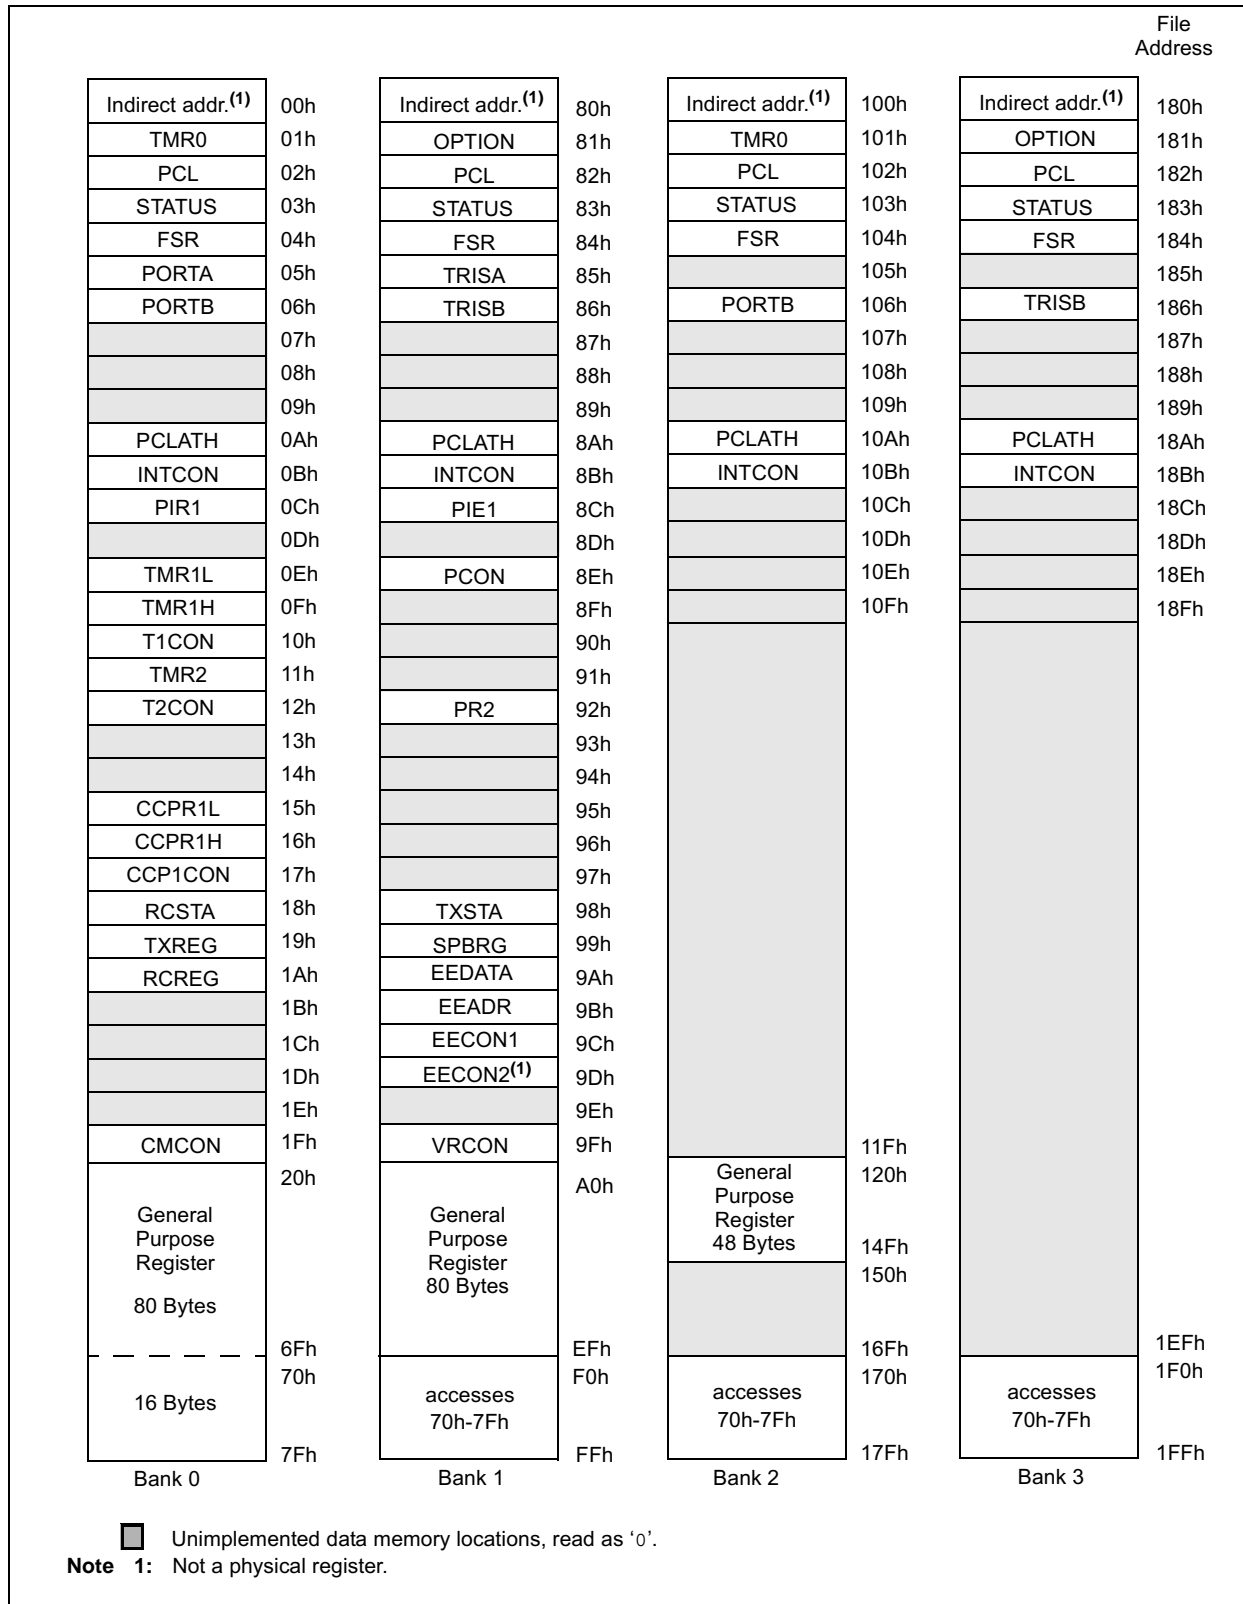 File
Address
Indirect addr.(1) 00h Indirect addr.(1) 80h Indirect addr.(1) 100h Indirect addr.(1) 180h
TMR0 01h OPTION 81h TMR0 101h OPTION 181h
PCL 02h PCL 82h PCL 102h PCL 182h
STATUS 03h STATUS 83h STATUS 103h STATUS 183h
FSR 04h FSR 84h FSR 104h FSR 184h
PORTA 05h TRISA 85h 105h 185h
PORTB 06h TRISB 86h PORTB 106h TRISB 186h
07h 87h 107h 187h
08h 88h 108h 188h
09h 89h 109h 189h
PCLATH 0Ah PCLATH 8Ah PCLATH 10Ah PCLATH 18Ah
INTCON 0Bh INTCON 8Bh INTCON 10Bh INTCON 18Bh
PIR1 0Ch PIE1 8Ch 10Ch 18Ch
0Dh 8Dh 10Dh 18Dh
TMR1L 0Eh PCON 8Eh 10Eh 18Eh
TMR1H 0Fh 8Fh 10Fh 18Fh
T1CON 10h 90h
TMR2 11h 91h
T2CON 12h PR2 92h
13h 93h
14h 94h
CCPR1L 15h 95h
CCPR1H 16h 96h
CCP1CON 17h 97h
RCSTA 18h TXSTA 98h
TXREG 19h SPBRG 99h
RCREG 1Ah EEDATA 9Ah
1Bh EEADR 9Bh
1Ch EECON1 9Ch
1Dh EECON2(1) 9Dh
1Eh 9Eh
CMCON 1Fh VRCON 9Fh 11Fh
20h A0h General 120h
General General Purpose
Purpose Purpose Register
Register Register 48 Bytes 14Fh
80 Bytes 80 Bytes 150h
6Fh EFh 16Fh 1EFh
70h F0h 170h 1F0h
16 Bytes accesses accesses accesses
70h-7Fh 70h-7Fh 70h-7Fh
7Fh FFh 17Fh 1FFh
Bank 0 Bank 1 Bank 2 Bank 3
Unimplemented data memory locations, read as ‘0’.
Note 1: Not a physical register.